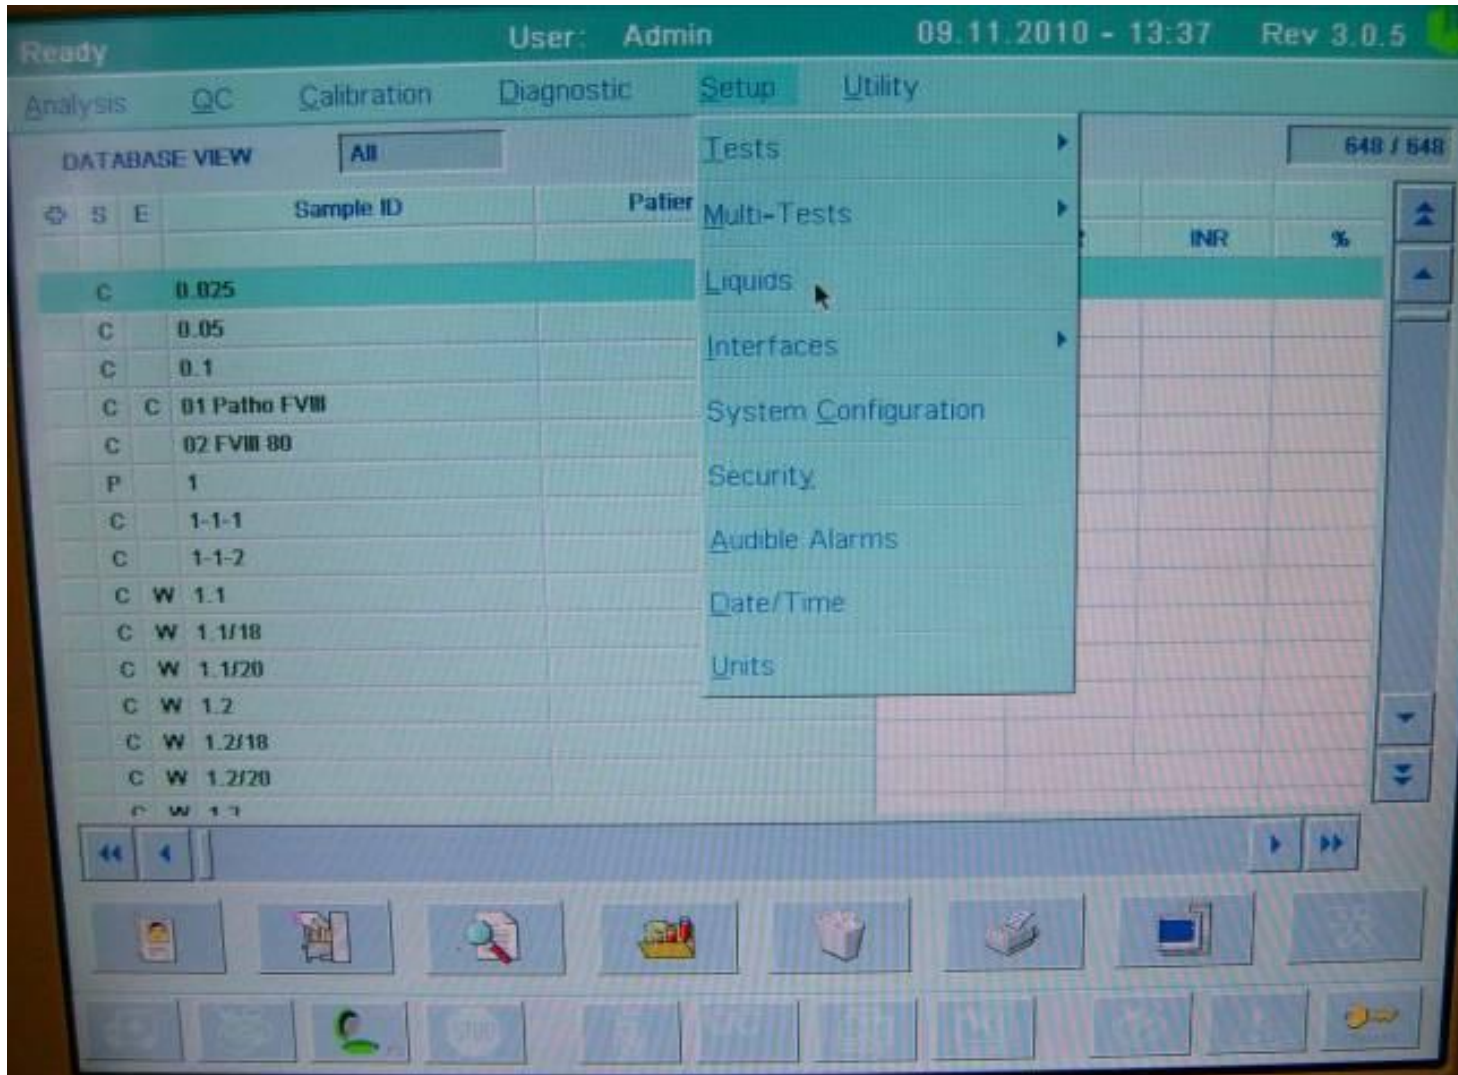 Ready User: Admin 09.11.2010 - 13:37 Rev 3.0.5
Analysis QC Calibration Diagnostic Setup Utility
DATABASE VIEW All 648 / 648
Tests
S E Sample ID Patier
Multi-Tests
INR %
Liquids
C 0.025
C 0.05
Interfaces
C 0.1
C C 01 Patho FVIII
System Configuration
C 02 FVIII 80
Security
P 1
C 1-1-1
Audible Alarms
C 1-1-2
C W 1.1
Date/Time
C W 1.1/18
C W 1.1/20
Units
C W 1.2
C W 1.2/18
C W 1.2/20
STOP